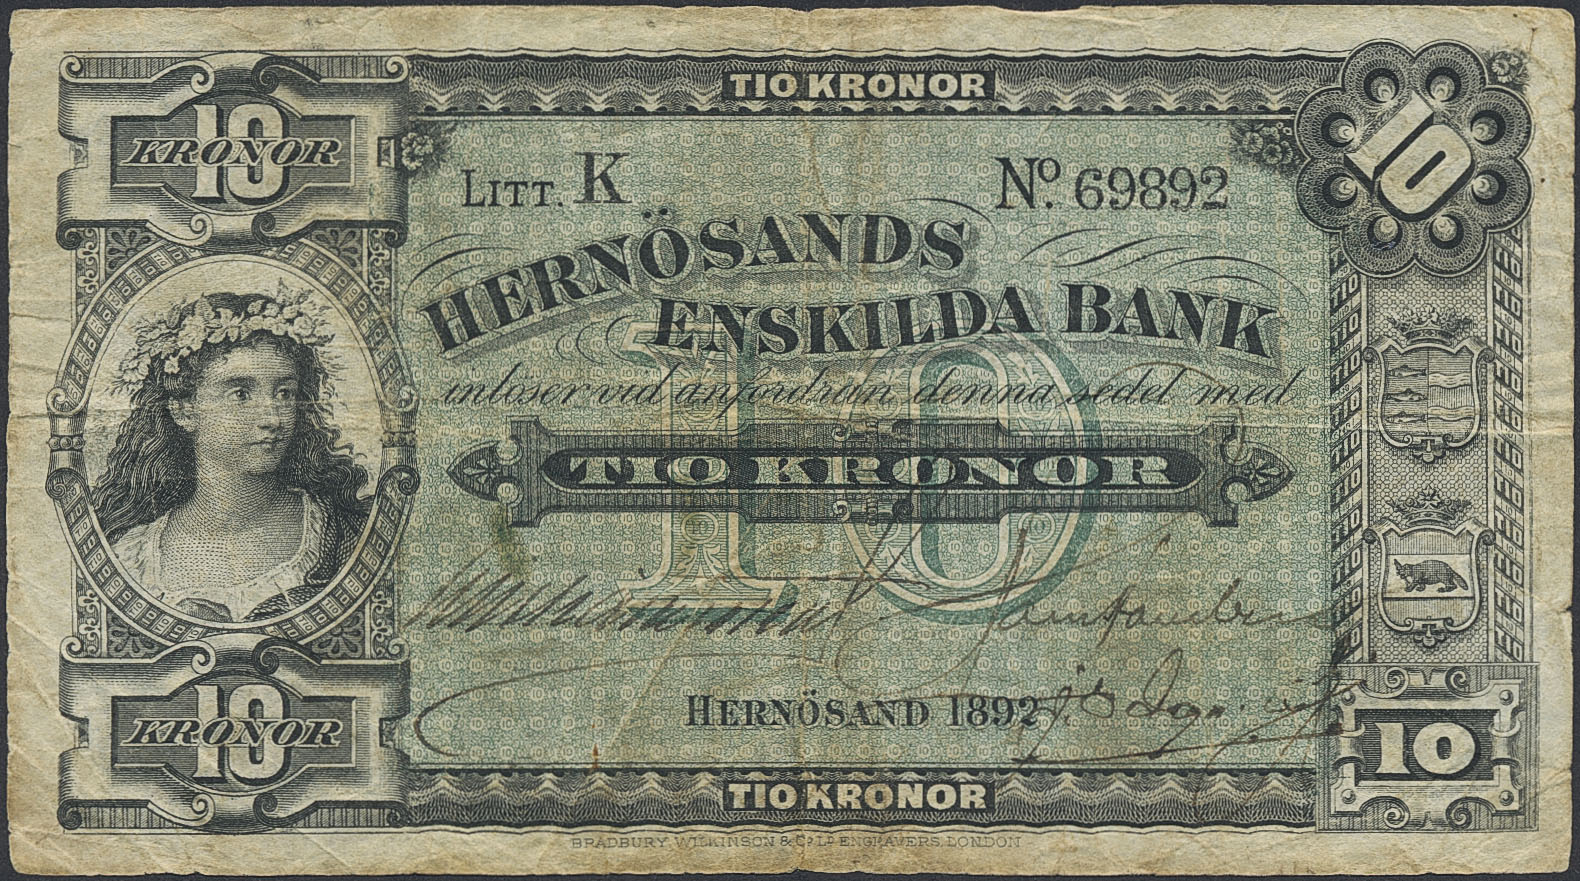 TIO KRONOR
10
KRONOR
10
LITT. K
No. 69892
HERNÖSANDS
ENSKILDA BANK
inlöser vid anfordran denna sedel med
TIO KRONOR
10
HERNÖSAND 1892
10
KRONOR
10
TIO KRONOR
BRADBURY, WILKINSON & Co. Ld. ENGRAVERS, LONDON